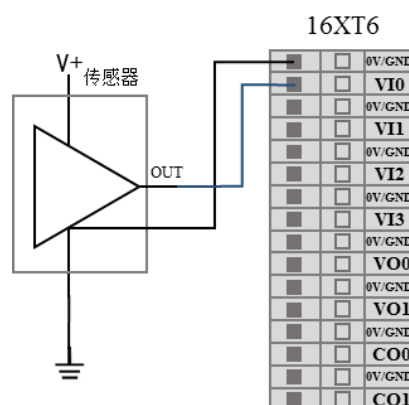 16XT6
V+
传感器
OUT
0V/GND
VI0
0V/GND
VI1
0V/GND
VI2
0V/GND
VI3
0V/GND
VO0
0V/GND
VO1
0V/GND
CO0
0V/GND
CO1